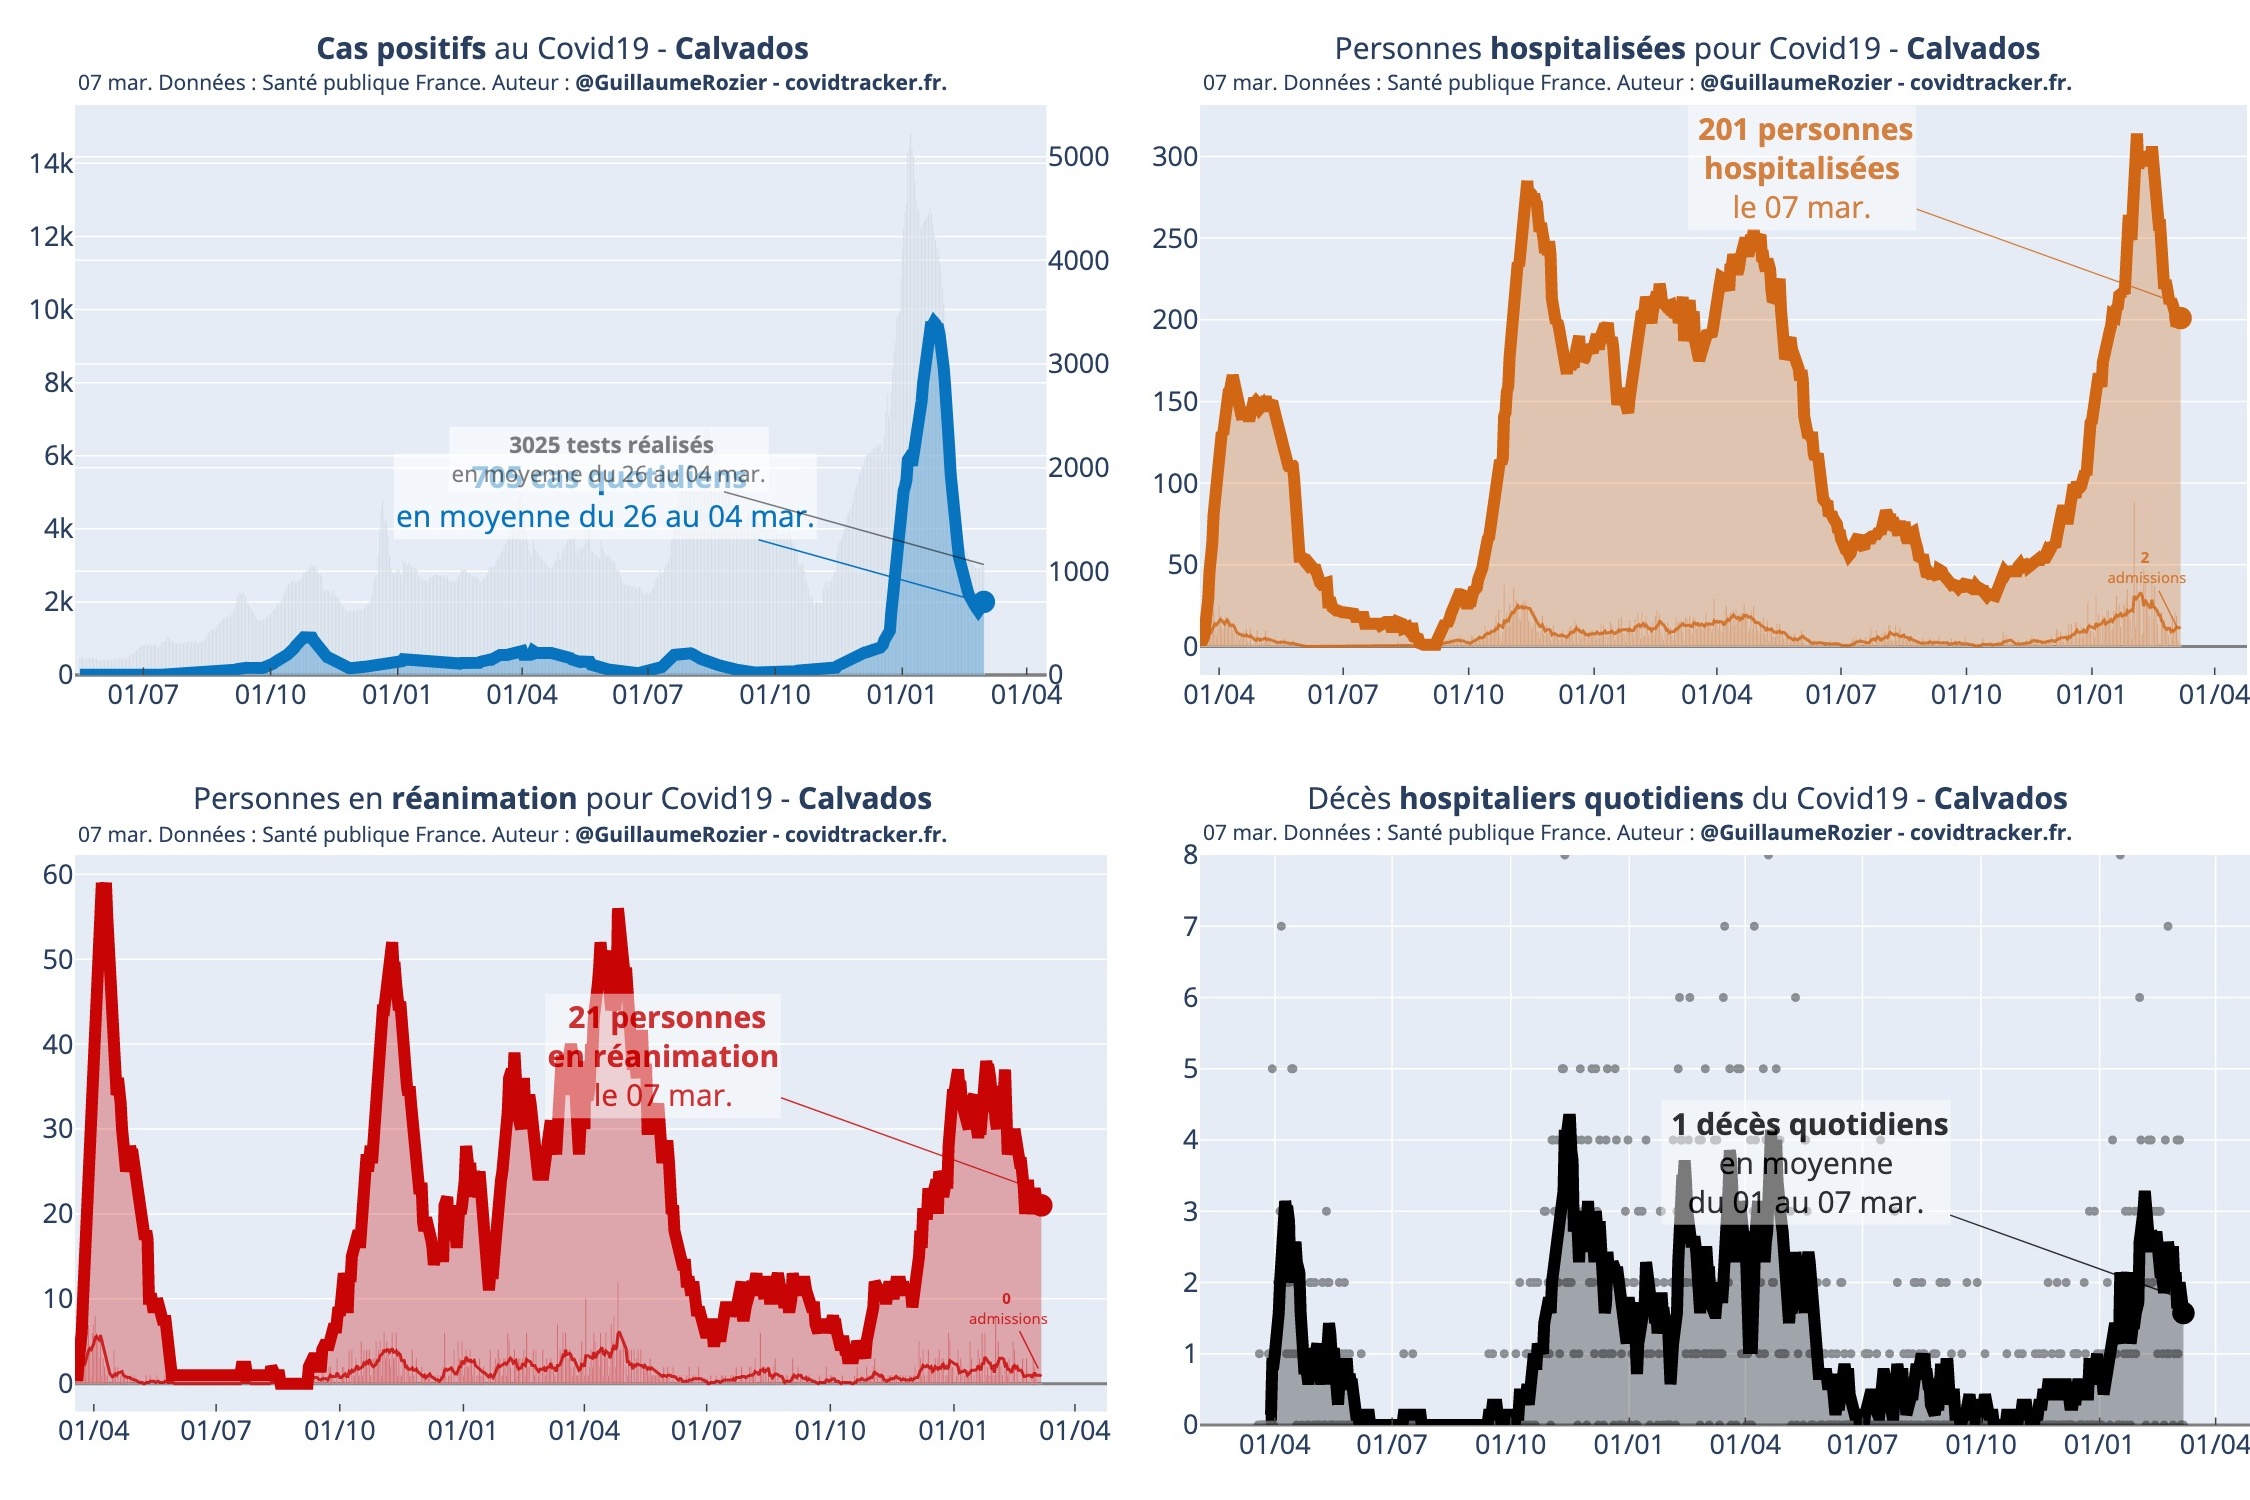 Cas positifs au Covid19 - Calvados
07 mar. Données : Santé publique France. Auteur : @GuillaumeRozier - covidtracker.fr.
14k
12k
10k
8k
6k
4k
2k
0
5000
4000
3000
2000
1000
0
3025 tests réalisés
en moyenne du 26 au 04 mar.
705 cas quotidiens
en moyenne du 26 au 04 mar.
01/07 01/10 01/01 01/04 01/07 01/10 01/01 01/04
Personnes hospitalisées pour Covid19 - Calvados
07 mar. Données : Santé publique France. Auteur : @GuillaumeRozier - covidtracker.fr.
201 personnes
hospitalisées
le 07 mar.
300
250
200
150
100
50
0
2
admissions
01/04 01/07 01/10 01/01 01/04 01/07 01/10 01/01 01/04
Personnes en réanimation pour Covid19 - Calvados
07 mar. Données : Santé publique France. Auteur : @GuillaumeRozier - covidtracker.fr.
60
50
40
30
20
10
0
21 personnes
en réanimation
le 07 mar.
0
admissions
01/04 01/07 01/10 01/01 01/04 01/07 01/10 01/01 01/04
Décès hospitaliers quotidiens du Covid19 - Calvados
07 mar. Données : Santé publique France. Auteur : @GuillaumeRozier - covidtracker.fr.
8
7
6
5
4
3
2
1
0
1 décès quotidiens
en moyenne
du 01 au 07 mar.
01/04 01/07 01/10 01/01 01/04 01/07 01/10 01/01 01/04